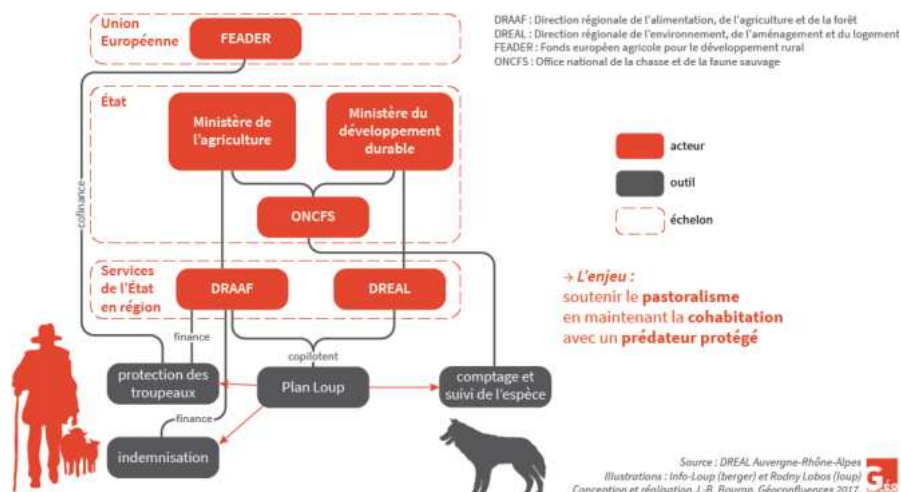 Union
Européenne
FEADER
DRAAF : Direction régionale de l'alimentation, de l'agriculture et de la forêt
DREAL : Direction régionale de l'environnement, de l'aménagement et du logement
FEADER : Fonds européen agricole pour le développement rural
ONCFS : Office national de la chasse et de la faune sauvage
État
Ministère de
l'agriculture
Ministère du
développement
durable
ONCFS
acteur
outil
échelon
cofinance
Services
de l'État
en région
DRAAF
DREAL
→ L'enjeu :
soutenir le pastoralisme
en maintenant la cohabitation
avec un prédateur protégé
finance
copilotent
protection des
troupeaux
Plan Loup
comptage et
suivi de l'espèce
finance
indemnisation
Source : DREAL Auvergne-Rhône-Alpes
Illustrations : Info-Loup (berger) et Rodny Lobos (loup)
Conception et réalisation J.-B. Bouron, Géoconfluences 2017.